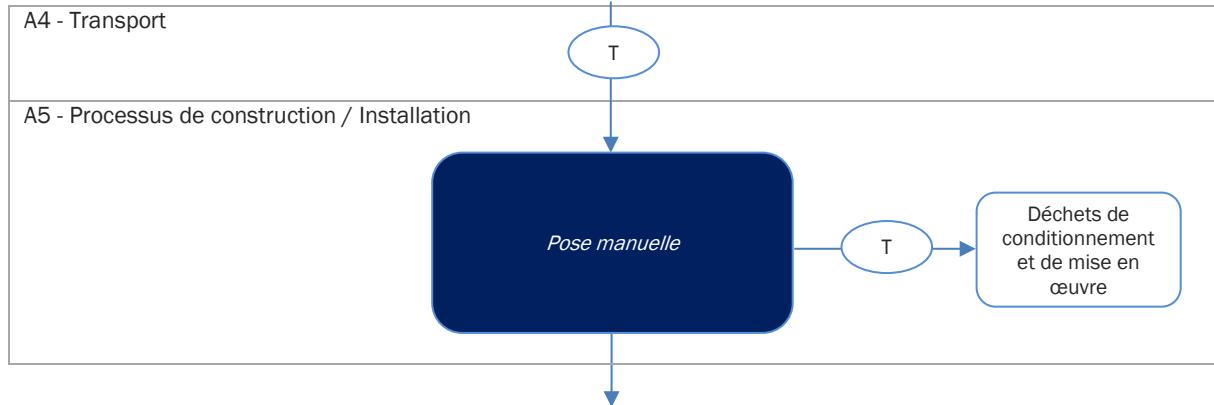 A4 - Transport
T
A5 - Processus de construction / Installation
Pose manuelle
T
Déchets de
conditionnement
et de mise en
œuvre